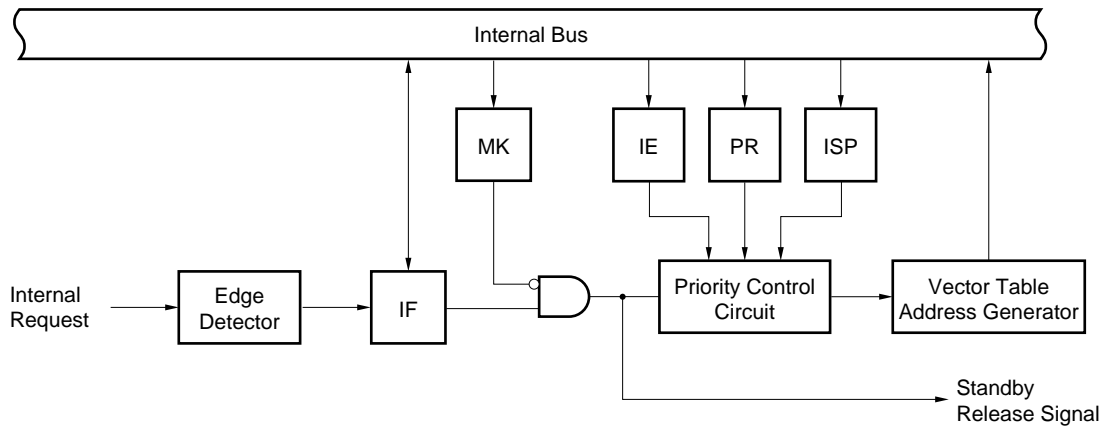 Internal Bus
MK
IE
PR
ISP
Internal
Request
Edge
Detector
IF
Priority Control
Circuit
Vector Table
Address Generator
Standby
Release Signal